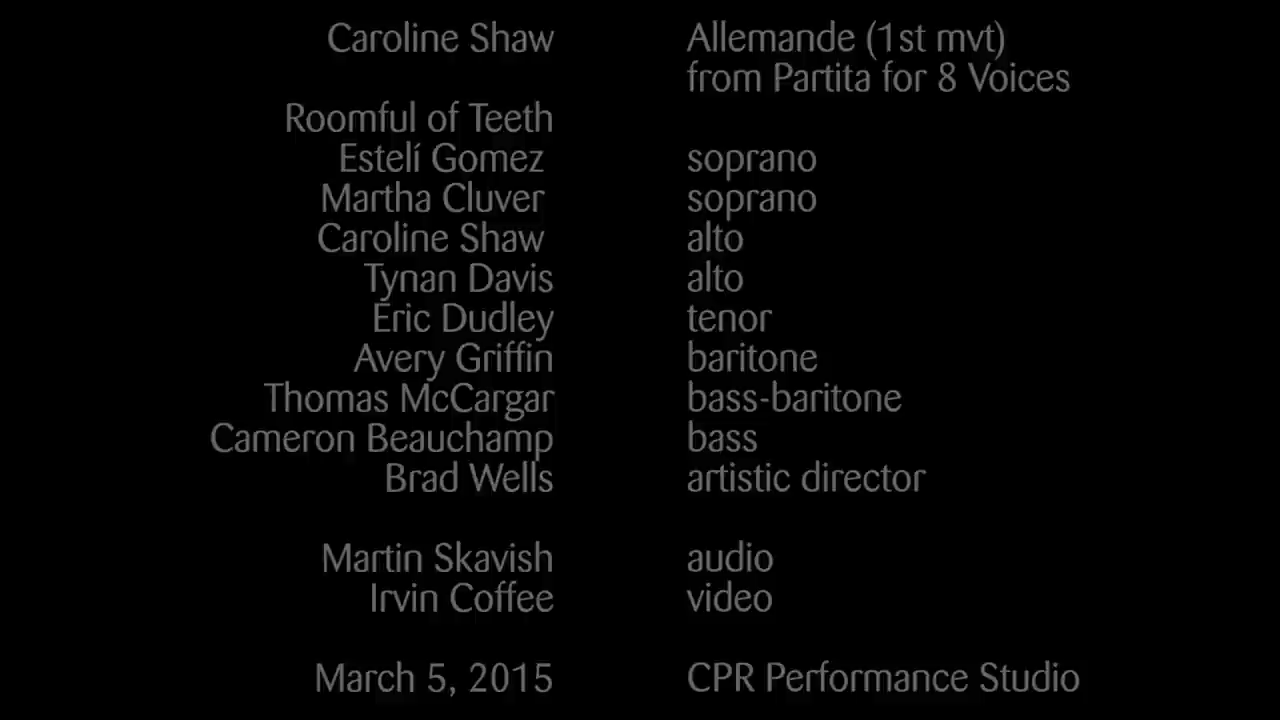 Caroline Shaw Allemande (1st mvt)
from Partita for 8 Voices
Roomful of Teeth
Estelí Gomez soprano
Martha Cluver soprano
Caroline Shaw alto
Tynan Davis alto
Eric Dudley tenor
Avery Griffin baritone
Thomas McCargar bass-baritone
Cameron Beauchamp bass
Brad Wells artistic director
Martin Skavish audio
Irvin Coffee video
March 5, 2015 CPR Performance Studio